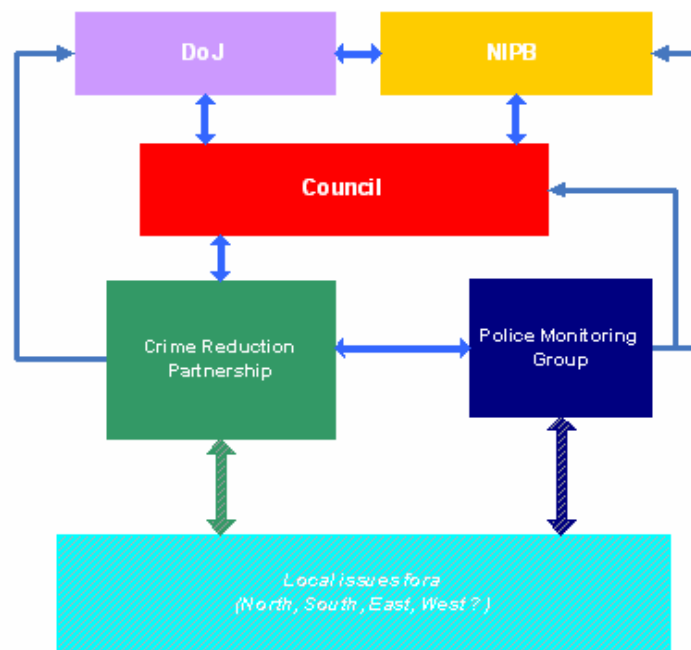 DoJ
NIPB
Council
Crime Reduction
Partnership
Police Monitoring
Group
Local issues fora
(North, South, East, West ? )